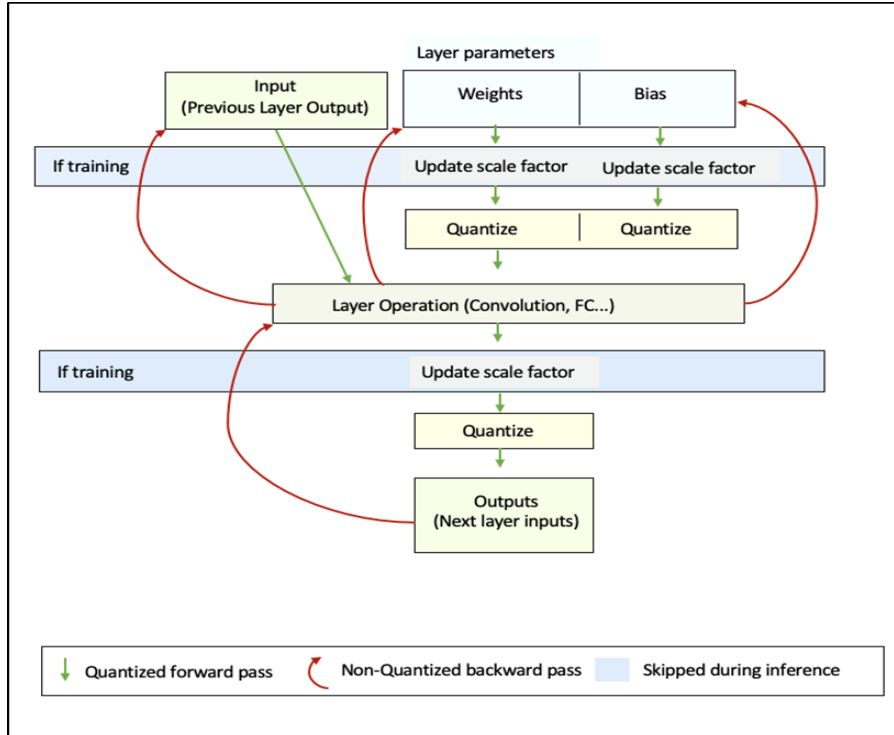 Layer parameters
Input
(Previous Layer Output)
Weights
Bias
If training
Update scale factor
Update scale factor
Quantize
Quantize
Layer Operation (Convolution, FC...)
If training
Update scale factor
Quantize
Outputs
(Next layer inputs)
Quantized forward pass
Non-Quantized backward pass
Skipped during inference